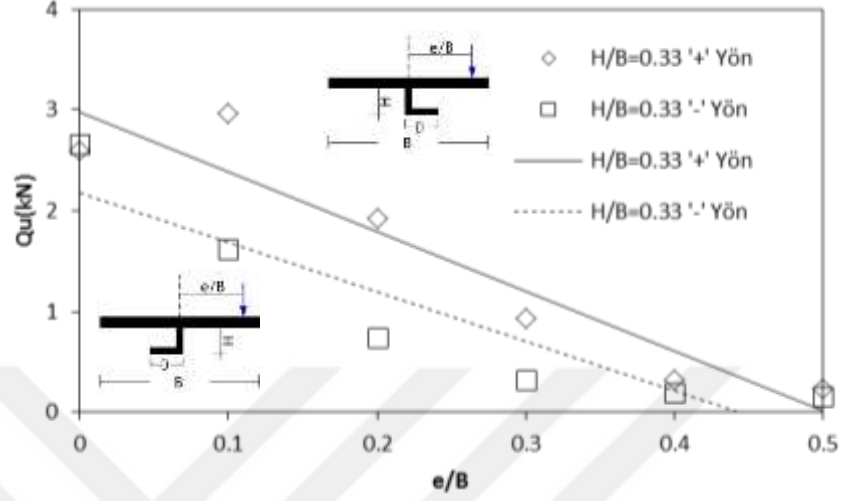 4
3
2
1
0
Qu(kN)
0
0.1
0.2
0.3
0.4
0.5
e/B
H/B=0.33 '+' Yön
H/B=0.33 '-' Yön
H/B=0.33 '+' Yön
H/B=0.33 '-' Yön
e/B
H
D
B
e/B
H
D
B